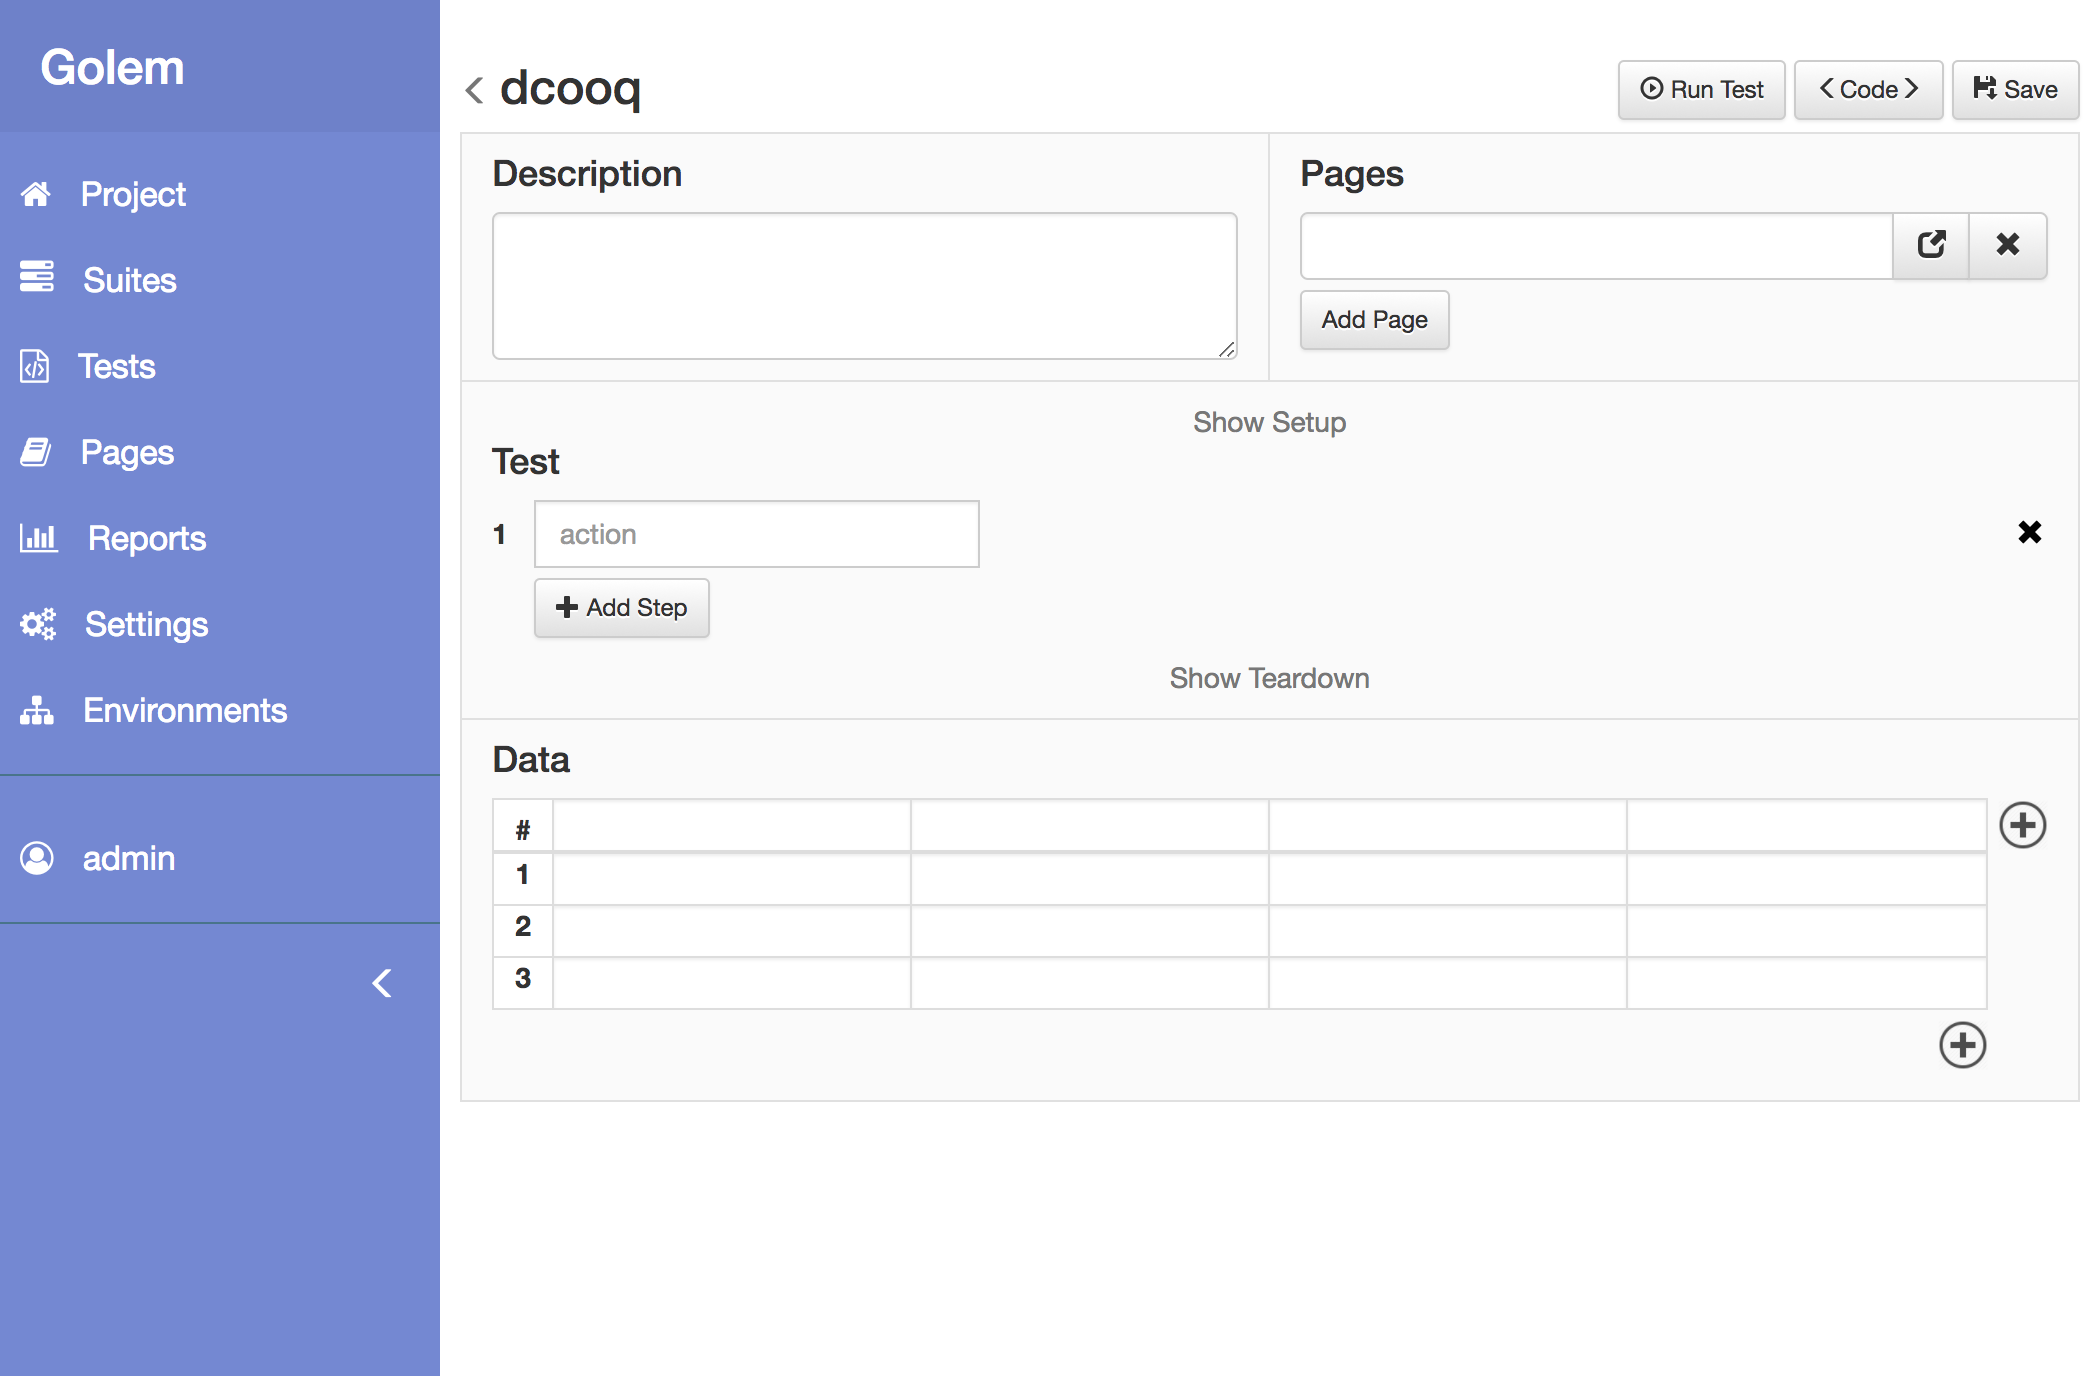 Golem
Project
Suites
Tests
Pages
Reports
Settings
Environments
admin
dcooq
Run Test
Code
Save
Description
Pages
Add Page
Show Setup
Test
1 action
Add Step
Show Teardown
Data
#
1
2
3